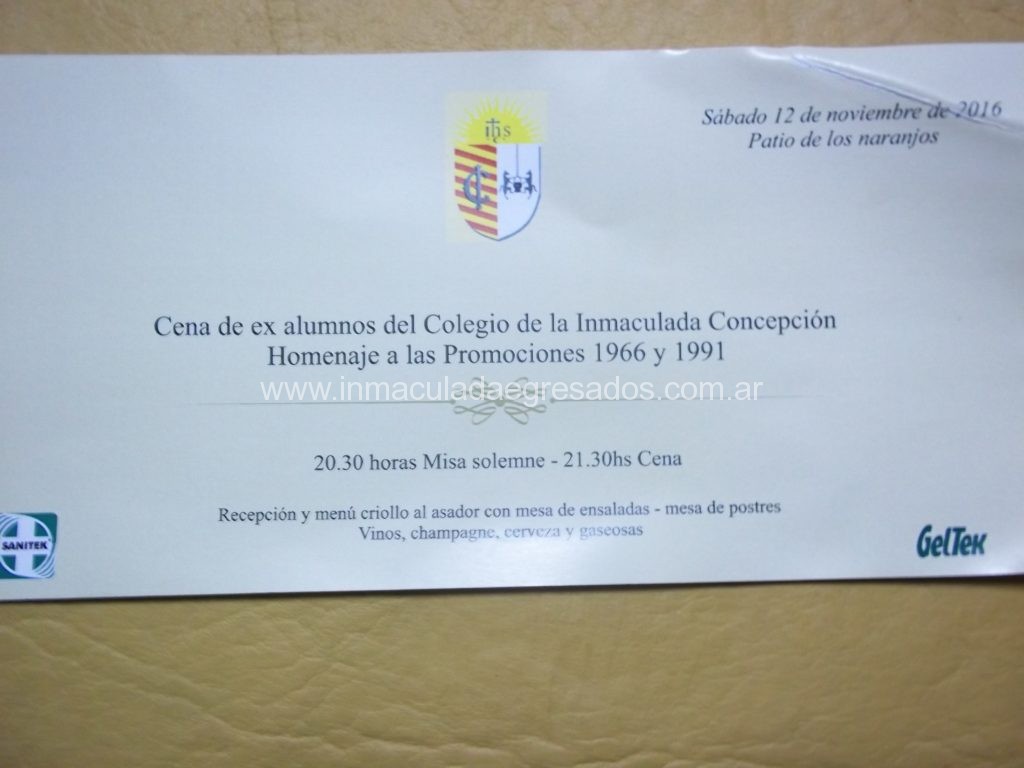 Sábado 12 de noviembre de 2016
Patio de los naranjos
ihs
Cena de ex alumnos del Colegio de la Inmaculada Concepción
Homenaje a las Promociones 1966 y 1991
www.inmaculadaegresados.com.ar
20.30 horas Misa solemne - 21.30hs Cena
Recepción y menú criollo al asador con mesa de ensaladas - mesa de postres
Vinos, champagne, cerveza y gaseosas
SANITEK
GelTek